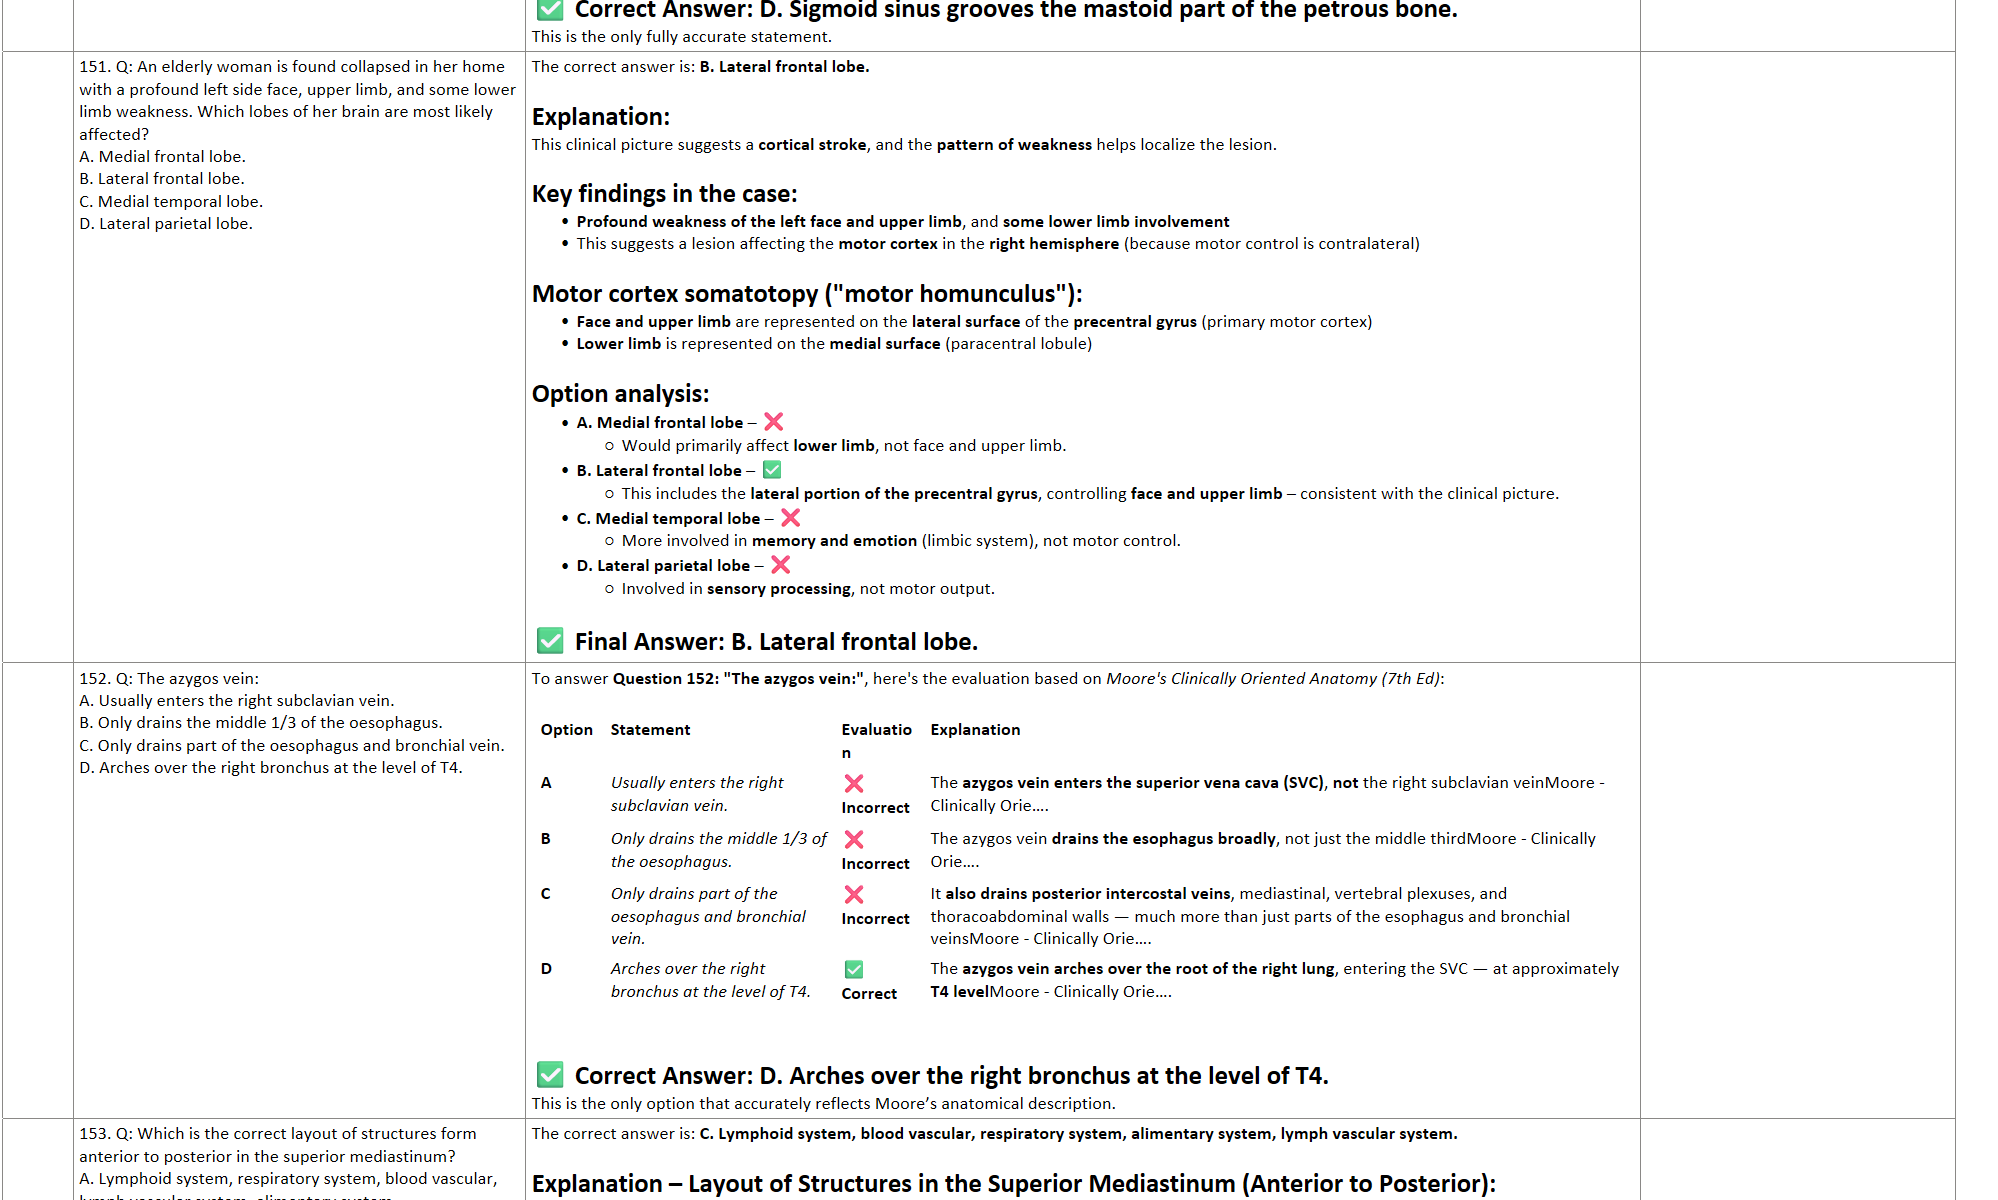 ✅ Correct Answer: D. Sigmoid sinus grooves the mastoid part of the petrous bone.
This is the only fully accurate statement.
151. Q: An elderly woman is found collapsed in her home
with a profound left side face, upper limb, and some lower
limb weakness. Which lobes of her brain are most likely
affected?
A. Medial frontal lobe.
B. Lateral frontal lobe.
C. Medial temporal lobe.
D. Lateral parietal lobe.
The correct answer is: B. Lateral frontal lobe.
Explanation:
This clinical picture suggests a cortical stroke, and the pattern of weakness helps localize the lesion.
Key findings in the case:
• Profound weakness of the left face and upper limb, and some lower limb involvement
• This suggests a lesion affecting the motor cortex in the right hemisphere (because motor control is contralateral)
Motor cortex somatotopy ("motor homunculus"):
• Face and upper limb are represented on the lateral surface of the precentral gyrus (primary motor cortex)
• Lower limb is represented on the medial surface (paracentral lobule)
Option analysis:
• A. Medial frontal lobe – ❌
○ Would primarily affect lower limb, not face and upper limb.
• B. Lateral frontal lobe – ✅
○ This includes the lateral portion of the precentral gyrus, controlling face and upper limb – consistent with the clinical picture.
• C. Medial temporal lobe – ❌
○ More involved in memory and emotion (limbic system), not motor control.
• D. Lateral parietal lobe – ❌
○ Involved in sensory processing, not motor output.
✅ Final Answer: B. Lateral frontal lobe.
152. Q: The azygos vein:
A. Usually enters the right subclavian vein.
B. Only drains the middle 1/3 of the oesophagus.
C. Only drains part of the oesophagus and bronchial vein.
D. Arches over the right bronchus at the level of T4.
To answer Question 152: "The azygos vein:", here's the evaluation based on Moore's Clinically Oriented Anatomy (7th Ed):
Option Statement Evaluatio Explanation
n
A Usually enters the right ❌ The azygos vein enters the superior vena cava (SVC), not the right subclavian veinMoore -
subclavian vein. Incorrect Clinically Orie....
B Only drains the middle 1/3 of ❌ The azygos vein drains the esophagus broadly, not just the middle thirdMoore - Clinically
the oesophagus. Incorrect Orie....
C Only drains part of the ❌ It also drains posterior intercostal veins, mediastinal, vertebral plexuses, and
oesophagus and bronchial Incorrect thoracoabdominal walls — much more than just parts of the esophagus and bronchial
vein. veinsMoore - Clinically Orie....
D Arches over the right ✅ The azygos vein arches over the root of the right lung, entering the SVC — at approximately
bronchus at the level of T4. Correct T4 levelMoore - Clinically Orie....
✅ Correct Answer: D. Arches over the right bronchus at the level of T4.
This is the only option that accurately reflects Moore’s anatomical description.
153. Q: Which is the correct layout of structures form
anterior to posterior in the superior mediastinum?
A. Lymphoid system, respiratory system, blood vascular,
lymph vascular system, alimentary system.
The correct answer is: C. Lymphoid system, blood vascular, respiratory system, alimentary system, lymph vascular system.
Explanation – Layout of Structures in the Superior Mediastinum (Anterior to Posterior):